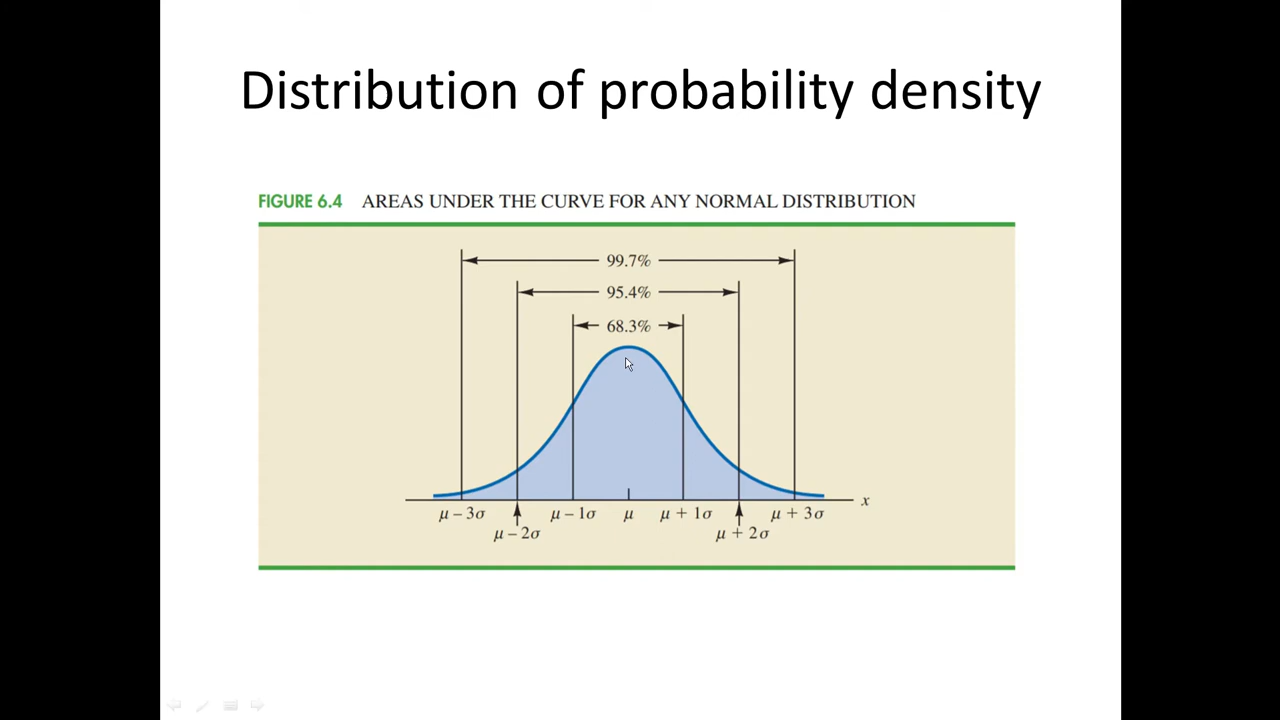 Distribution of probability density
FIGURE 6.4 AREAS UNDER THE CURVE FOR ANY NORMAL DISTRIBUTION
99.7%
95.4%
68.3%
x
μ – 3σ μ – 1σ μ μ + 1σ μ + 3σ
μ – 2σ μ + 2σ